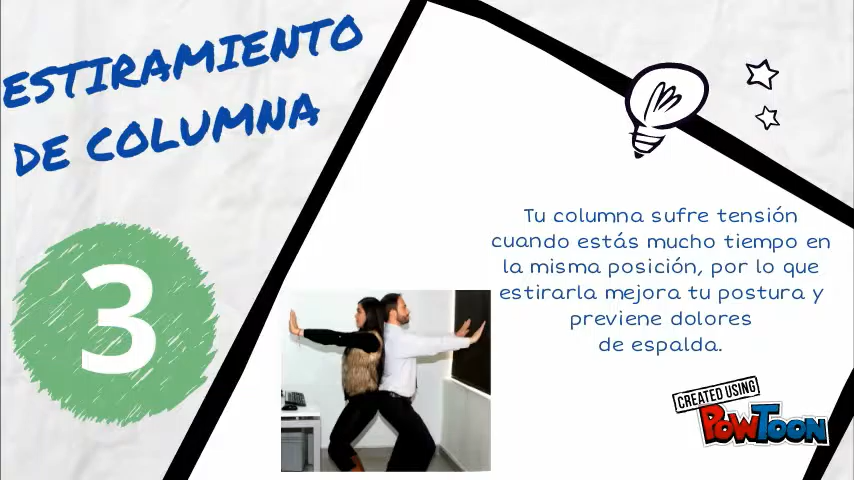 ESTIRAMIENTO
DE COLUMNA
3
Tu columna sufre tensión
cuando estás mucho tiempo en
la misma posición, por lo que
estirarla mejora tu postura y
previene dolores
de espalda.
CREATED USING
POWTOON